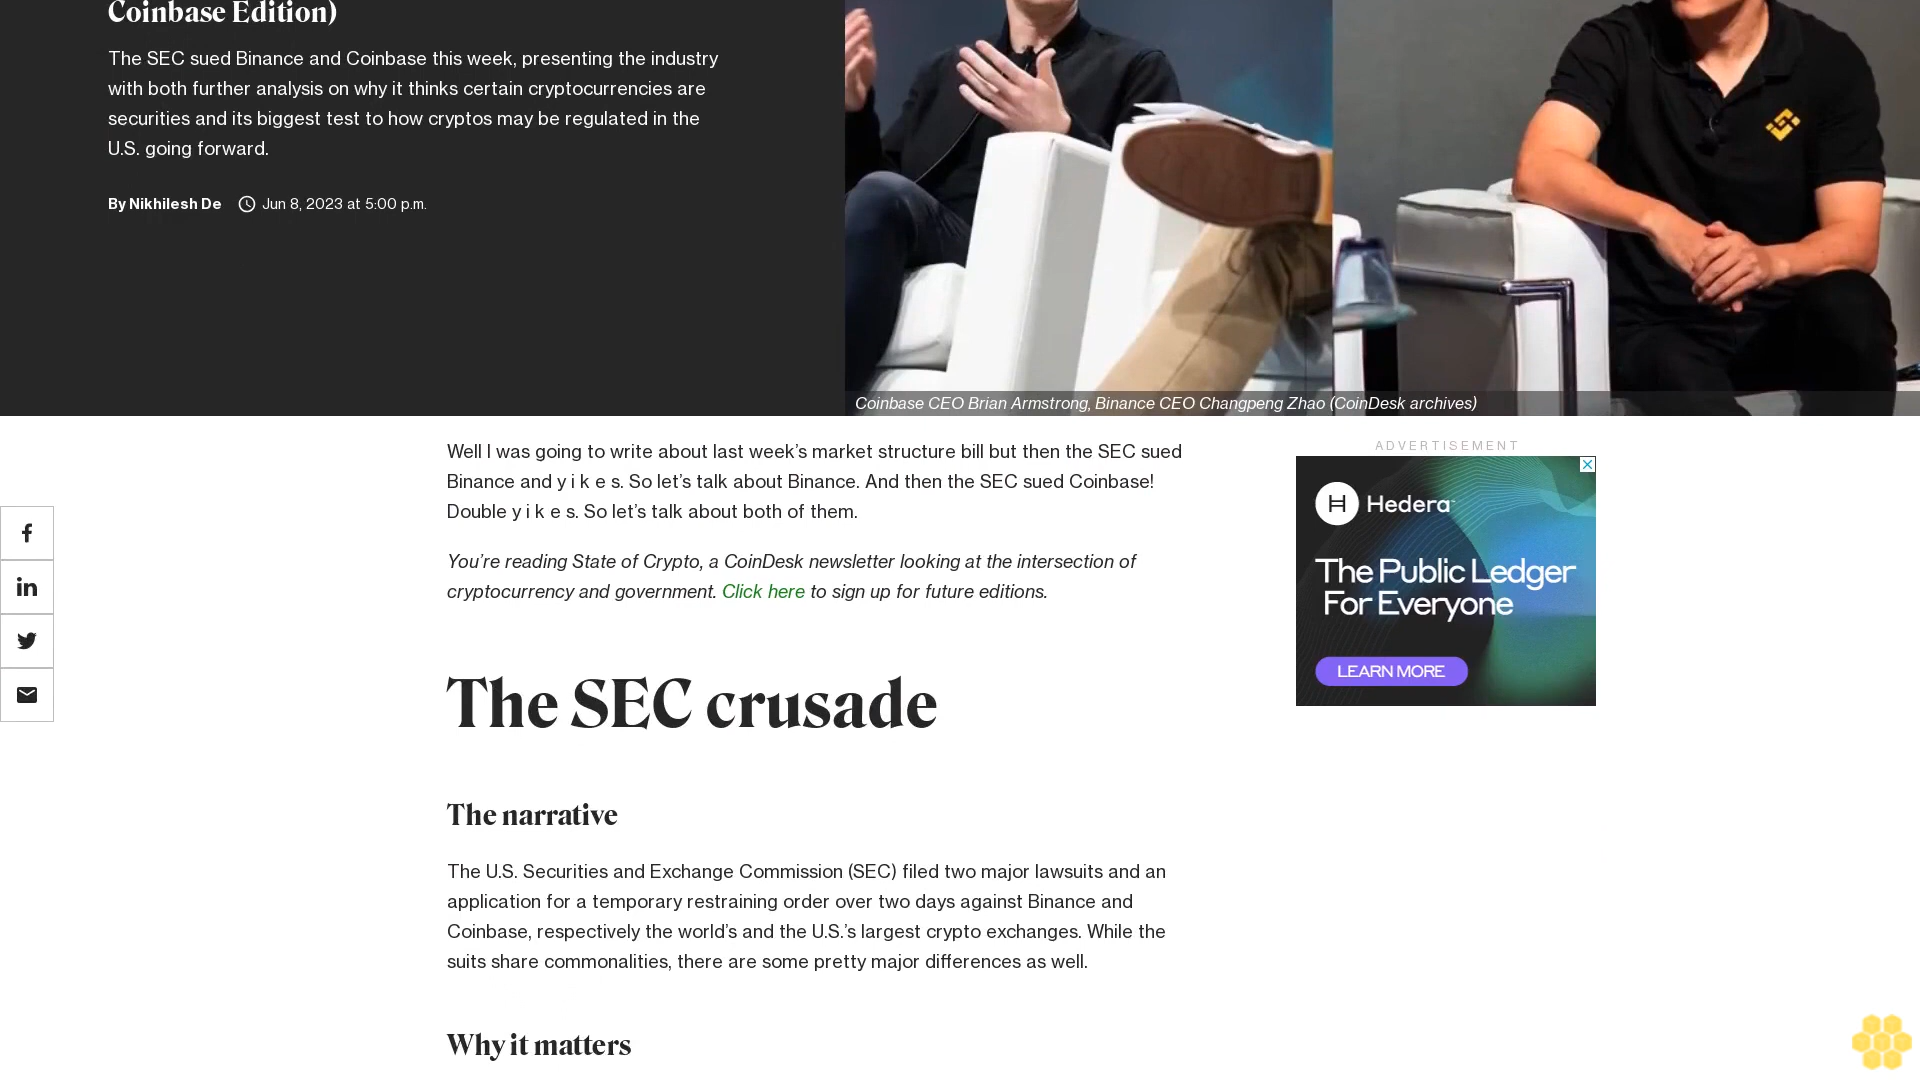 Coinbase Edition)
The SEC sued Binance and Coinbase this week, presenting the industry
with both further analysis on why it thinks certain cryptocurrencies are
securities and its biggest test to how cryptos may be regulated in the
U.S. going forward.
By Nikhilesh De Jun 8, 2023 at 5:00 p.m.
Coinbase CEO Brian Armstrong, Binance CEO Changpeng Zhao (CoinDesk archives)
Well I was going to write about last week’s market structure bill but then the SEC sued
Binance and y i k e s. So let’s talk about Binance. And then the SEC sued Coinbase!
Double y i k e s. So let’s talk about both of them.
You’re reading State of Crypto, a CoinDesk newsletter looking at the intersection of
cryptocurrency and government. Click here to sign up for future editions.
The SEC crusade
The narrative
The U.S. Securities and Exchange Commission (SEC) filed two major lawsuits and an
application for a temporary restraining order over two days against Binance and
Coinbase, respectively the world’s and the U.S.’s largest crypto exchanges. While the
suits share commonalities, there are some pretty major differences as well.
Why it matters
ADVERTISEMENT
H Hedera
The Public Ledger
For Everyone
LEARN MORE